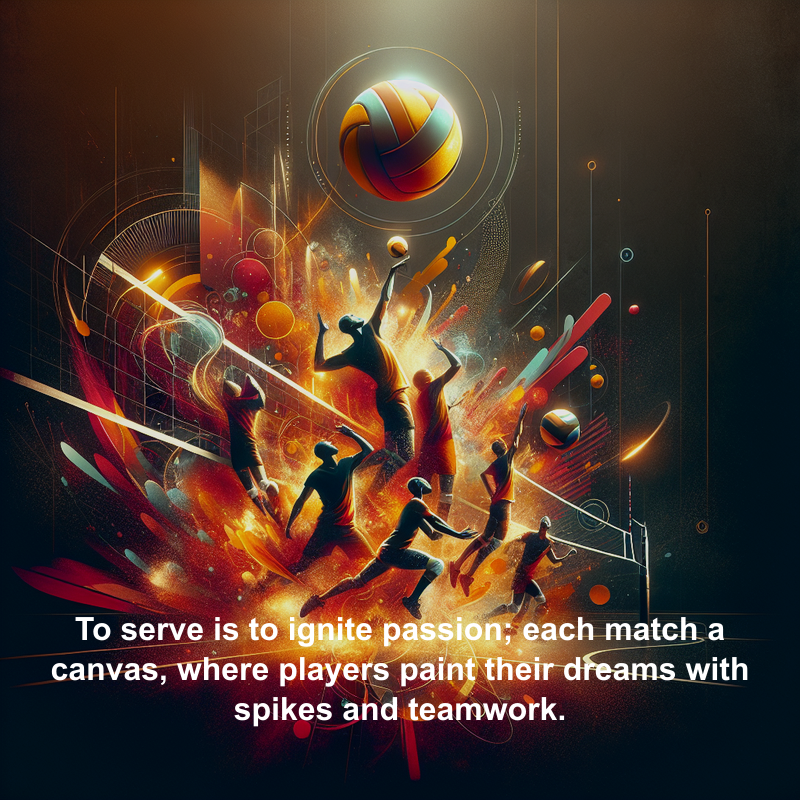 To serve is to ignite passion; each match a
canvas, where players paint their dreams with
spikes and teamwork.